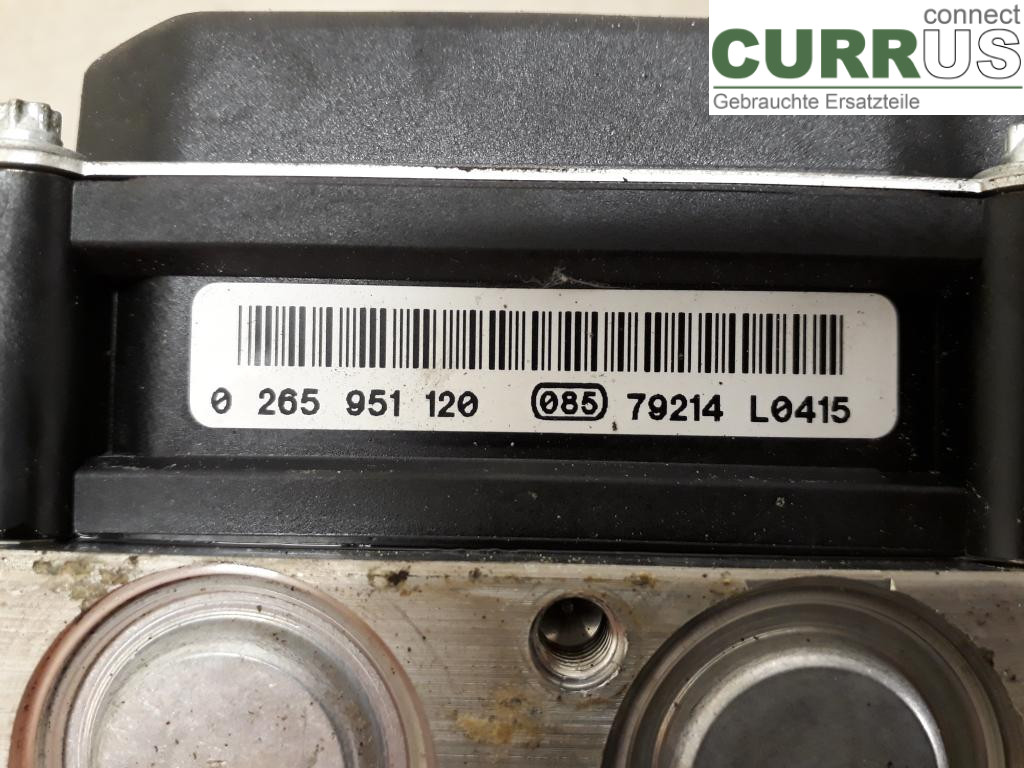 connect
CURRUS
Gebrauchte Ersatzteile
0 265 951 120 085 79214 L0415